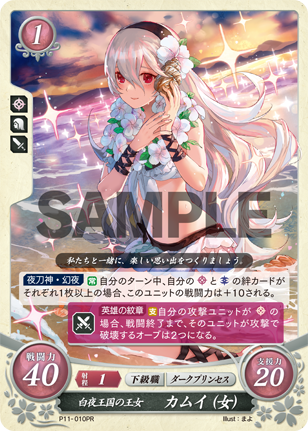 1
SAMPLE
私たちと一緒に、楽しい思い出をつくりましょう。
夜刀神・幻夜 常 自分のターン中、自分の と の絆カードが
それぞれ1枚以上の場合、このユニットの戦闘力は+10される。
英雄の紋章 支 自分の攻撃ユニットが の
場合、戦闘終了まで、そのユニットが攻撃で
破壊するオーブは2つになる。
戦闘力
40
射程 1 下級職 ダークプリンセス
支援力
20
白夜王国の王女 カムイ(女)
P11-010PR
Illust:まよ